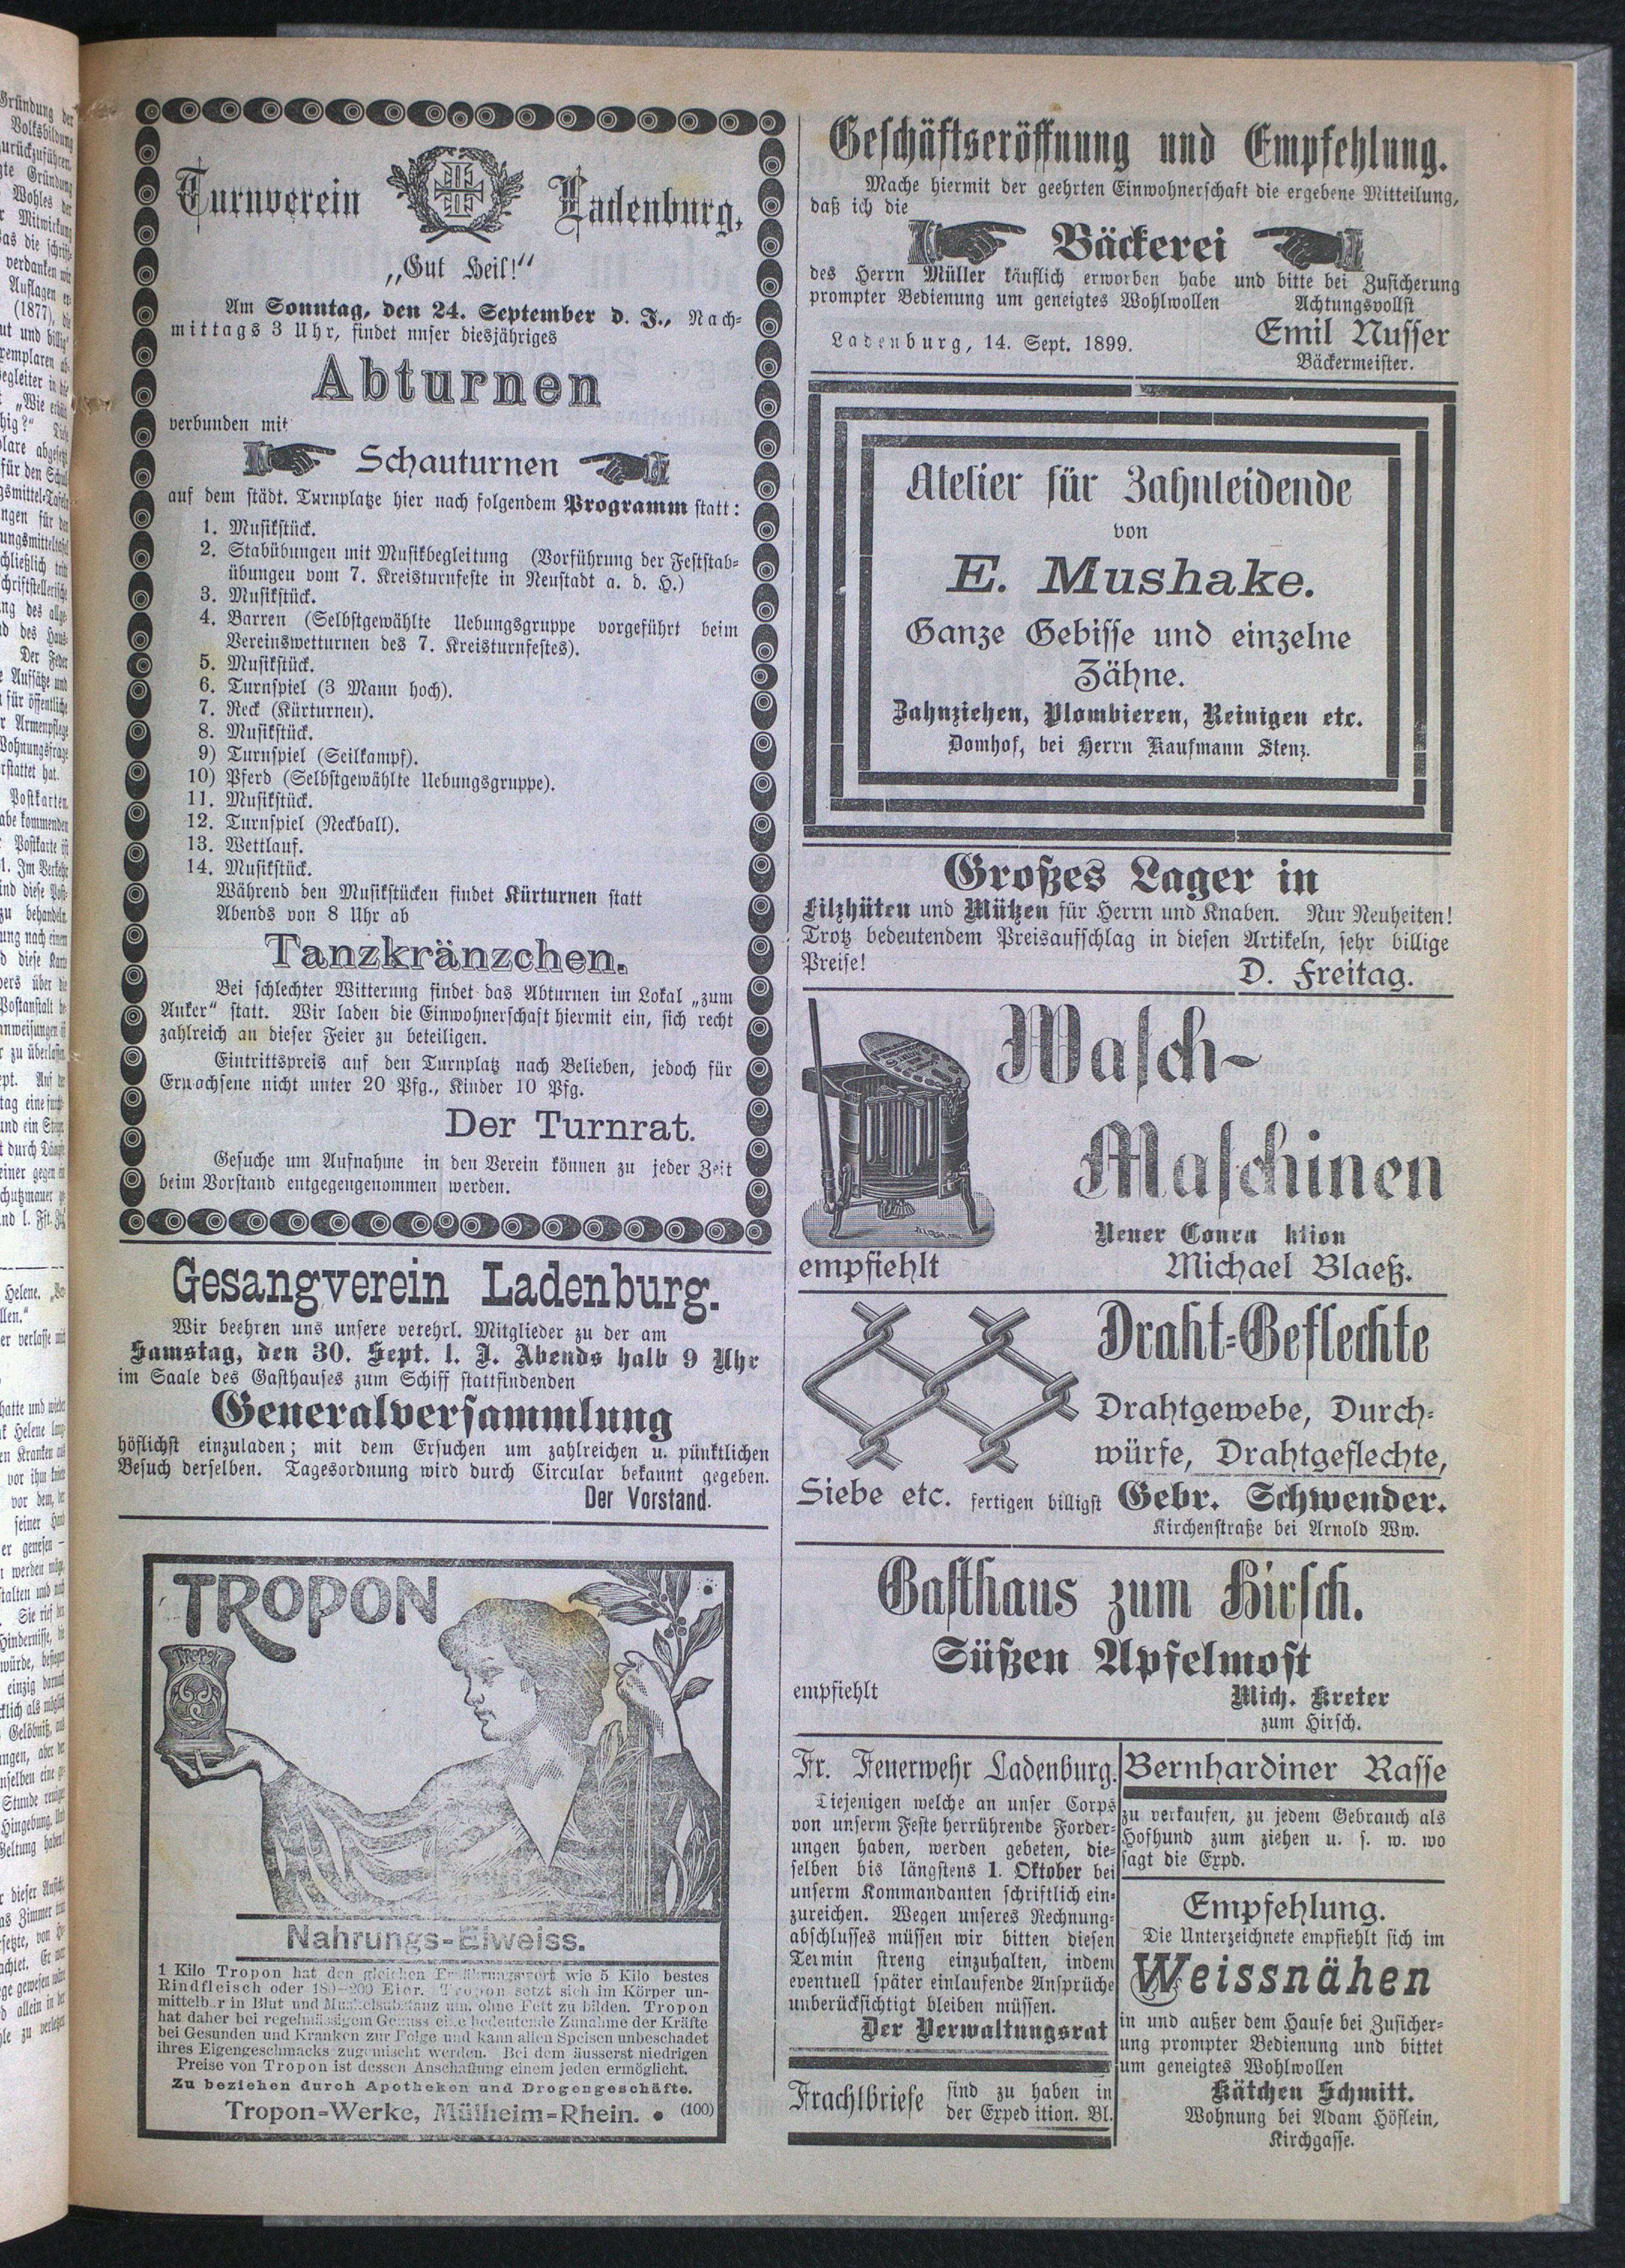 Turnverein Ladenburg.
„Gut Heil!“
Am Sonntag, den 24. September d. J., Nach-
mittags 3 Uhr, findet unser diesjähriges
Abturnen
verbunden mit
Schauturnen
auf dem städt. Turnplatze hier nach folgendem Programm statt:
1. Musikstück.
2. Stabübungen mit Musikbegleitung (Vorführung der Feststab-
übungen vom 7. Kreisturnfeste in Neustadt a. d. H.)
3. Musikstück.
4. Barren (Selbstgewählte Uebungsgruppe vorgeführt beim
Vereinswetturnen des 7. Kreisturnfestes).
5. Musikstück.
6. Turnspiel (3 Mann hoch).
7. Reck (Kürturnen).
8. Musikstück.
9) Turnspiel (Seilkampf).
10) Pferd (Selbstgewählte Uebungsgruppe).
11. Musikstück.
12. Turnspiel (Neckball).
13. Wettlauf.
14. Musikstück.
Während den Musikstücken findet Kürturnen statt
Abends von 8 Uhr ab
Tanzkränzchen.
Bei schlechter Witterung findet das Abturnen im Lokal „zum
Anker“ statt. Wir laden die Einwohnerschaft hiermit ein, sich recht
zahlreich an dieser Feier zu beteiligen.
Eintrittspreis auf den Turnplatz nach Belieben, jedoch für
Erwachsene nicht unter 20 Pfg., Kinder 10 Pfg.
Der Turnrat.
Gesuche um Aufnahme in den Verein können zu jeder Zeit
beim Vorstand entgegengenommen werden.
Gesangverein Ladenburg.
Wir beehren uns unsere verehrl. Mitglieder zu der am
Samstag, den 30. Sept. l. J. Abends halb 9 Uhr
im Saale des Gasthauses zum Schiff stattfindenden
Generalversammlung
höflichst einzuladen; mit dem Ersuchen um zahlreichen u. pünktlichen
Besuch derselben. Tagesordnung wird durch Circular bekannt gegeben.
Der Vorstand.
TROPON
TROPON
Nahrungs-Eiweiss.
1 Kilo Tropon hat den gleichen Ernährungswert wie 5 Kilo bestes
Rindfleisch oder 180-200 Eier. Tropon setzt sich im Körper un-
mittelbar in Blut und Muskelsubstanz um, ohne Fett zu bilden. Tropon
hat daher bei regelmässigem Genuss eine bedeutende Zunahme der Kräfte
bei Gesunden und Kranken zur Folge und kann allen Speisen unbeschadet
ihres Eigengeschmacks zugemischt werden. Bei dem äusserst niedrigen
Preise von Tropon ist dessen Anschaffung einem jeden ermöglicht.
Zu beziehen durch Apotheken und Drogengeschäfte.
Tropon-Werke, Mülheim-Rhein. • (100)
Geschäftseröffnung und Empfehlung.
Mache hiermit der geehrten Einwohnerschaft die ergebene Mitteilung,
daß ich die
Bäckerei
des Herrn Müller käuflich erworben habe und bitte bei Zusicherung
prompter Bedienung um geneigtes Wohlwollen Achtungsvollst
Ladenburg, 14. Sept. 1899. Emil Nusser
Bäckermeister.
Atelier für Zahnleidende
von
E. Mushake.
Ganze Gebisse und einzelne
Zähne.
Zahnziehen, Plombieren, Reinigen etc.
Domhof, bei Herrn Kaufmann Stenz.
Großes Lager in
Filzhüten und Mützen für Herrn und Knaben. Nur Neuheiten!
Trotz bedeutendem Preisaufschlag in diesen Artikeln, sehr billige
Preise!
D. Freitag.
Wasch-
Maschinen
Neuer Conru ktion
empfiehlt Michael Blaeß.
Draht-Geflechte
Drahtgewebe, Durch-
würfe, Drahtgeflechte,
Siebe etc. fertigen billigst Gebr. Schwender.
Kirchenstraße bei Arnold Ww.
Gasthaus zum Hirsch.
Süßen Apfelmost
empfiehlt Mich. Kreter
zum Hirsch.
Fr. Feuerwehr Ladenburg.
Diejenigen welche an unser Corps
von unserm Feste herrührende Forder-
ungen haben, werden gebeten, die-
selben bis längstens 1. Oktober bei
unserm Kommandanten schriftlich ein-
zureichen. Wegen unseres Rechnung-
abschlusses müssen wir bitten diesen
Termin streng einzuhalten, indem
eventuell später einlaufende Ansprüche
unberücksichtigt bleiben müssen.
Der Verwaltungsrat
Frachtbriefe sind zu haben in
der Exped ition. Bl.
Bernhardiner Rasse
zu verkaufen, zu jedem Gebrauch als
Hofhund zum ziehen u. s. w. wo
sagt die Expd.
Empfehlung.
Die Unterzeichnete empfiehlt sich im
Weissnähen
in und außer dem Hause bei Zusicher-
ung prompter Bedienung und bittet
um geneigtes Wohlwollen
Kätchen Schmitt.
Wohnung bei Adam Höflein,
Kirchgasse.